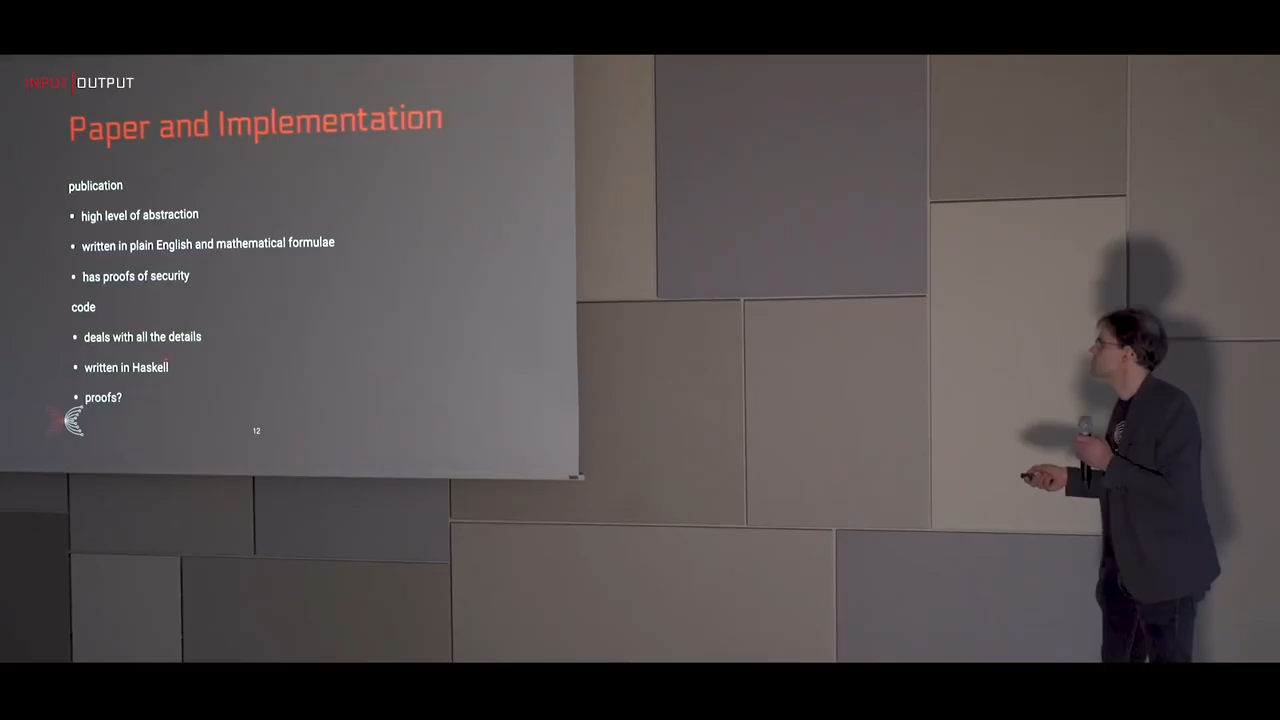 INPUT|OUTPUT
Paper and Implementation
publication
• high level of abstraction
• written in plain English and mathematical formulae
• has proofs of security
code
• deals with all the details
• written in Haskell
• proofs?
12